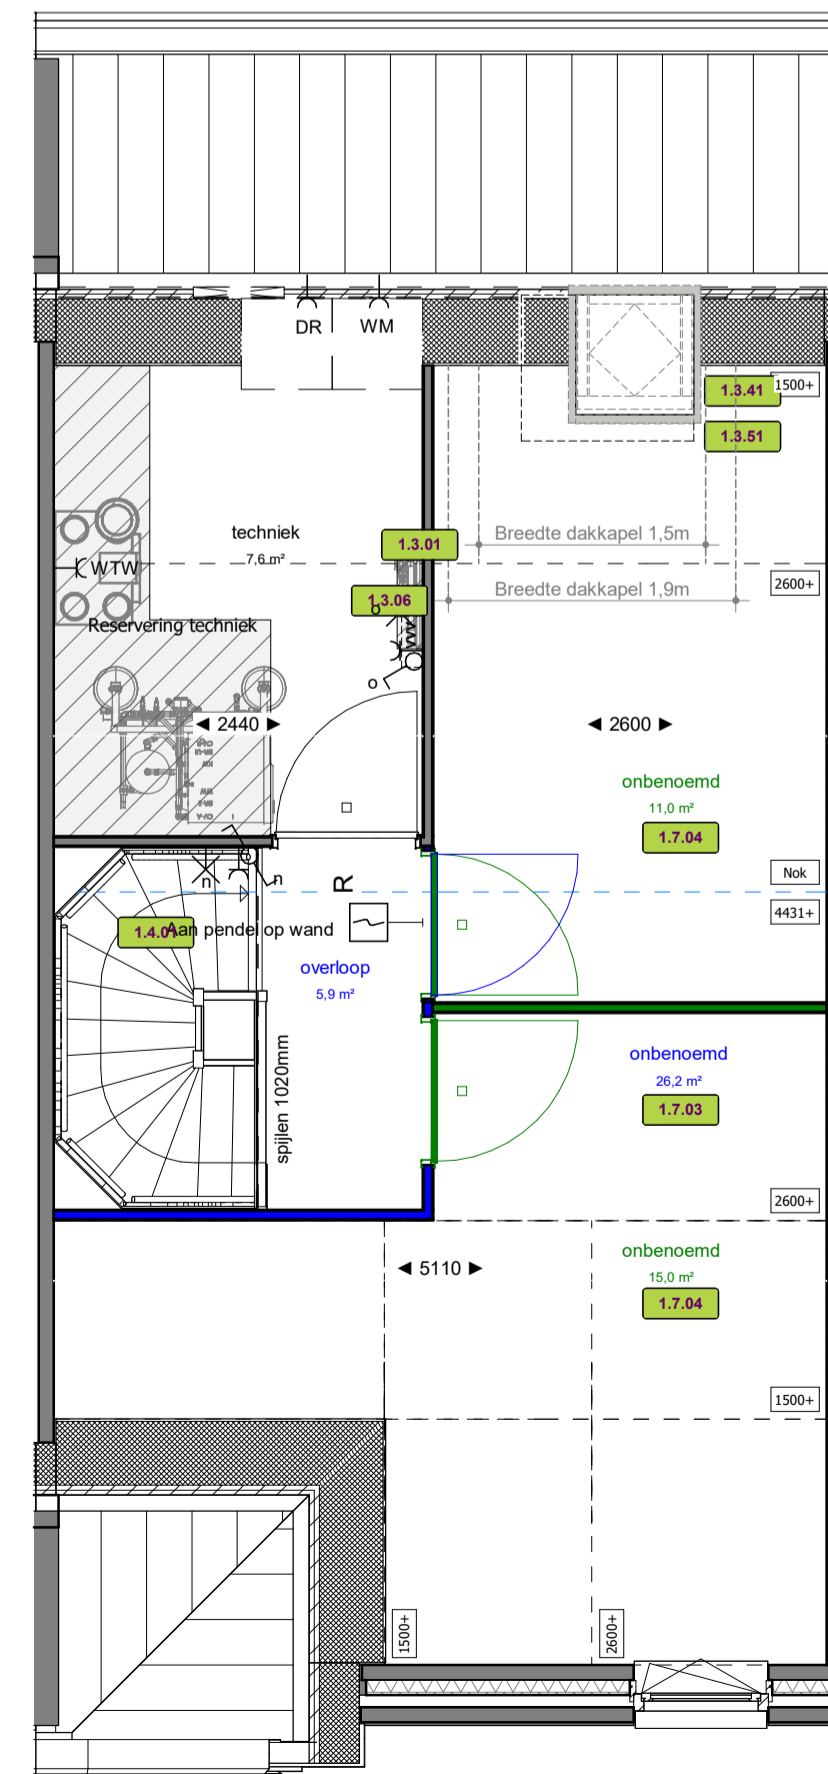 DR
WM
1.3.41
1500+
1.3.51
techniek
7,6 m²
1.3.01
Breedte dakkapel 1,5m
WTW
2600+
Breedte dakkapel 1,9m
1.3.06
o
Reservering techniek
o
2440
2600
onbenoemd
11,0 m²
1.7.04
Nok
n
n
R
4431+
1.4.01
Aan pendel op wand
overloop
5,9 m²
spijlen 1020mm
onbenoemd
26,2 m²
1.7.03
2600+
onbenoemd
5110
15,0 m²
1.7.04
1500+
1500+
2600+